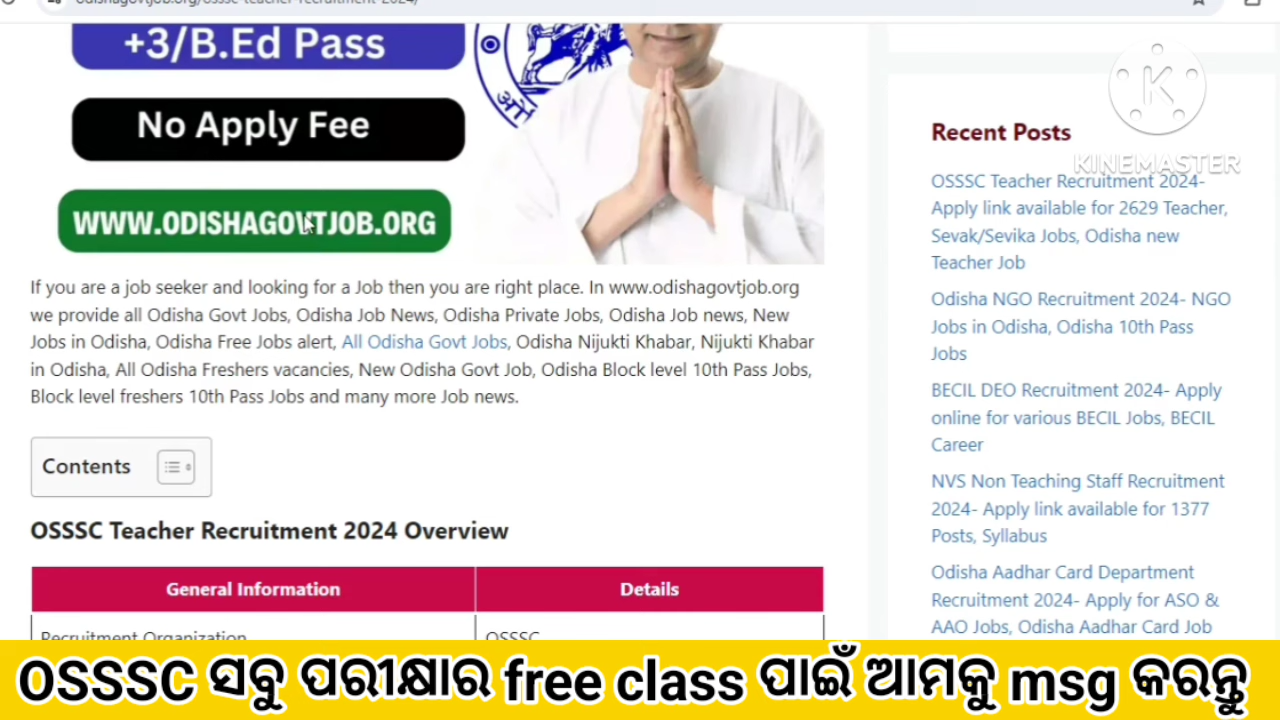 odishagovtjob.org/osssc-teacher-recruitment-2024/
+3/B.Ed Pass
No Apply Fee
WWW.ODISHAGOVTJOB.ORG
If you are a job seeker and looking for a Job then you are right place. In www.odishagovtjob.org
we provide all Odisha Govt Jobs, Odisha Job News, Odisha Private Jobs, Odisha Job news, New
Jobs in Odisha, Odisha Free Jobs alert, All Odisha Govt Jobs, Odisha Nijukti Khabar, Nijukti Khabar
in Odisha, All Odisha Freshers vacancies, New Odisha Govt Job, Odisha Block level 10th Pass Jobs,
Block level freshers 10th Pass Jobs and many more Job news.
Contents
OSSSC Teacher Recruitment 2024 Overview
General Information Details
Recruitment Organization OSSSC
K
KINEMASTER
Recent Posts
OSSSC Teacher Recruitment 2024-
Apply link available for 2629 Teacher,
Sevak/Sevika Jobs, Odisha new
Teacher Job
Odisha NGO Recruitment 2024- NGO
Jobs in Odisha, Odisha 10th Pass
Jobs
BECIL DEO Recruitment 2024- Apply
online for various BECIL Jobs, BECIL
Career
NVS Non Teaching Staff Recruitment
2024- Apply link available for 1377
Posts, Syllabus
Odisha Aadhar Card Department
Recruitment 2024- Apply for ASO &
AAO Jobs, Odisha Aadhar Card Job
OSSSC ସବୁ ପରୀକ୍ଷାର free class ପାଇଁ ଆମକୁ msg କରନ୍ତୁ